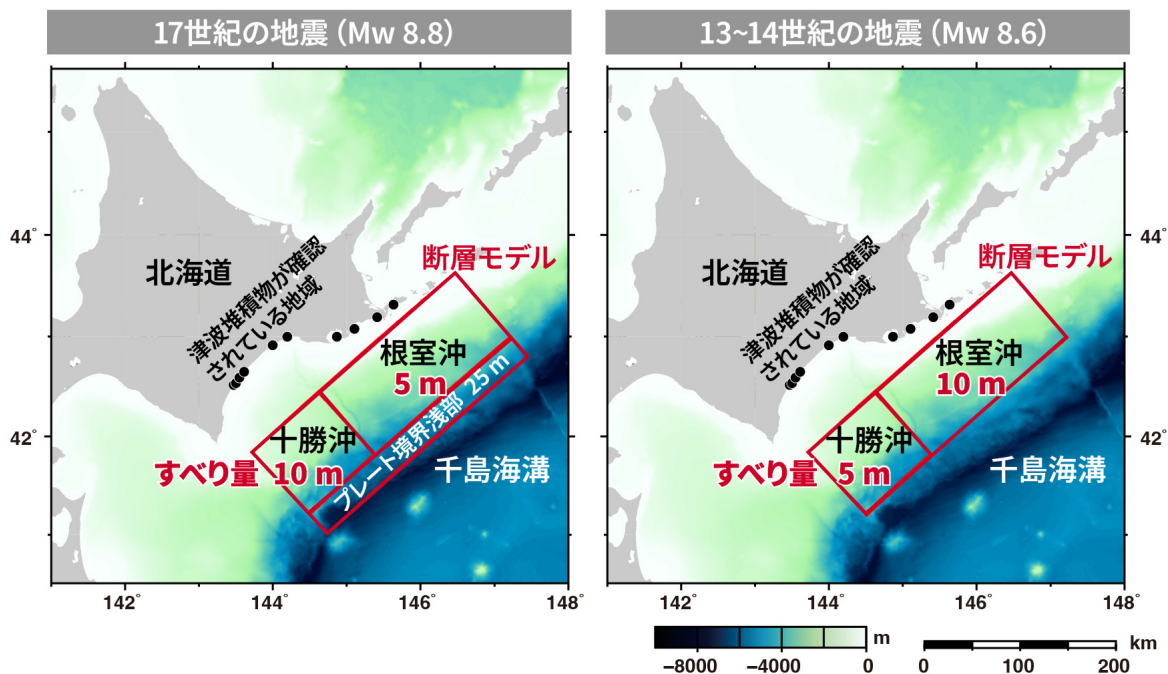 17世紀の地震（Mw 8.8）
北海道
津波堆積物が確認
されている地域
断層モデル
根室沖
5 m
プレート境界浅部 25 m
十勝沖
すべり量 10 m
千島海溝
44°
42°
142°
144°
146°
148°
13~14世紀の地震（Mw 8.6）
北海道
津波堆積物が確認
されている地域
断層モデル
根室沖
10 m
十勝沖
すべり量 5 m
千島海溝
44°
42°
142°
144°
146°
148°
m
−8000 −4000 0
km
0 100 200